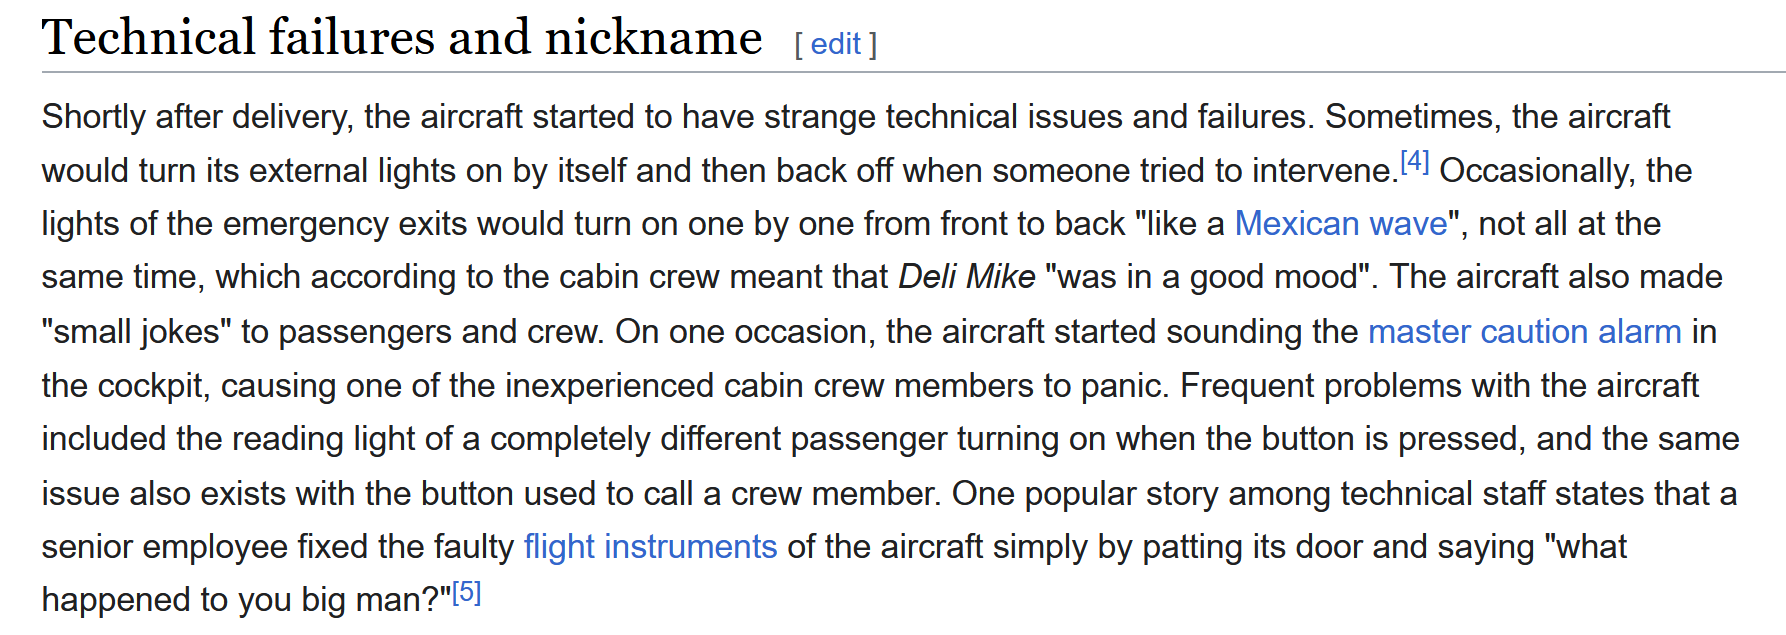 Technical failures and nickname [ edit ]
Shortly after delivery, the aircraft started to have strange technical issues and failures. Sometimes, the aircraft
would turn its external lights on by itself and then back off when someone tried to intervene.[4] Occasionally, the
lights of the emergency exits would turn on one by one from front to back "like a Mexican wave", not all at the
same time, which according to the cabin crew meant that Deli Mike "was in a good mood". The aircraft also made
"small jokes" to passengers and crew. On one occasion, the aircraft started sounding the master caution alarm in
the cockpit, causing one of the inexperienced cabin crew members to panic. Frequent problems with the aircraft
included the reading light of a completely different passenger turning on when the button is pressed, and the same
issue also exists with the button used to call a crew member. One popular story among technical staff states that a
senior employee fixed the faulty flight instruments of the aircraft simply by patting its door and saying "what
happened to you big man?"[5]